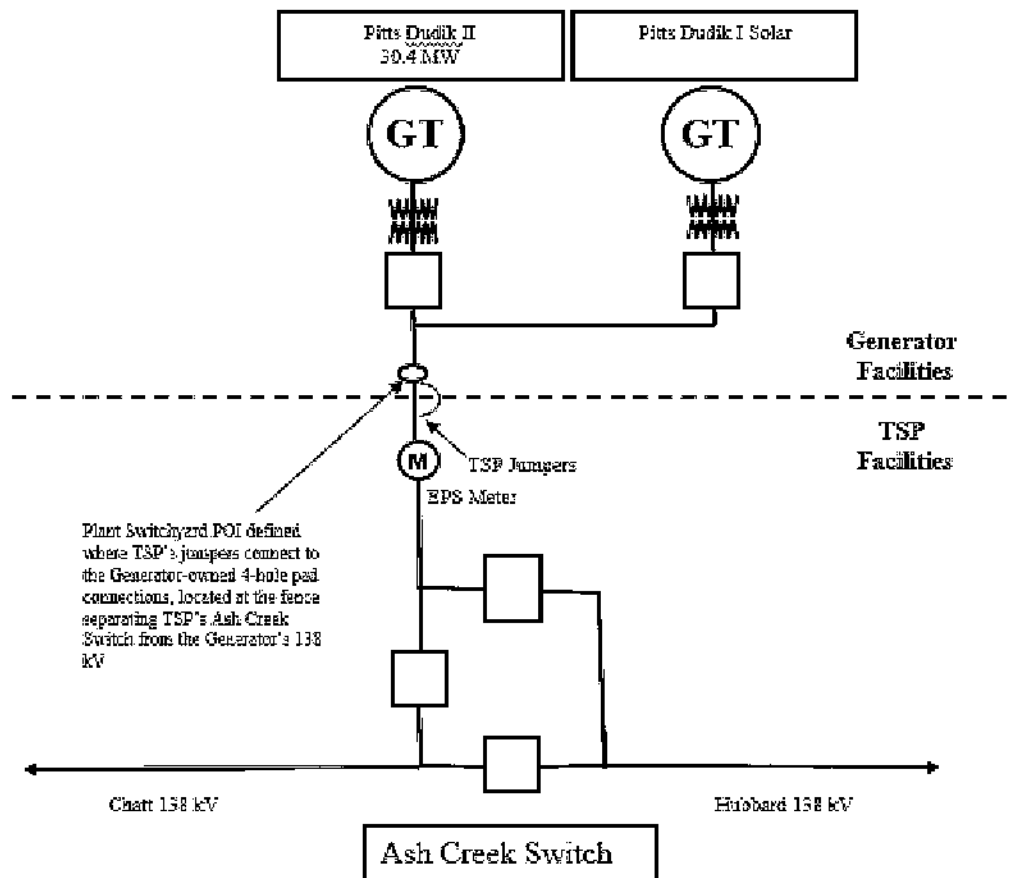 Pitts Dudik II
30.4 MW
Pitts Dudik I Solar
GT
GT
Generator
Facilities
TSP
Facilities
M
TSP Jumpers
EPS Meter
Plant Switchyard POI defined
where TSP's jumpers connect to
the Generator-owned 4-hole pad
connections, located at the fence
separating TSP's Ash Creek
Switch from the Generator's 138
kV
Chatt 138 kV
Hubbard 138 kV
Ash Creek Switch